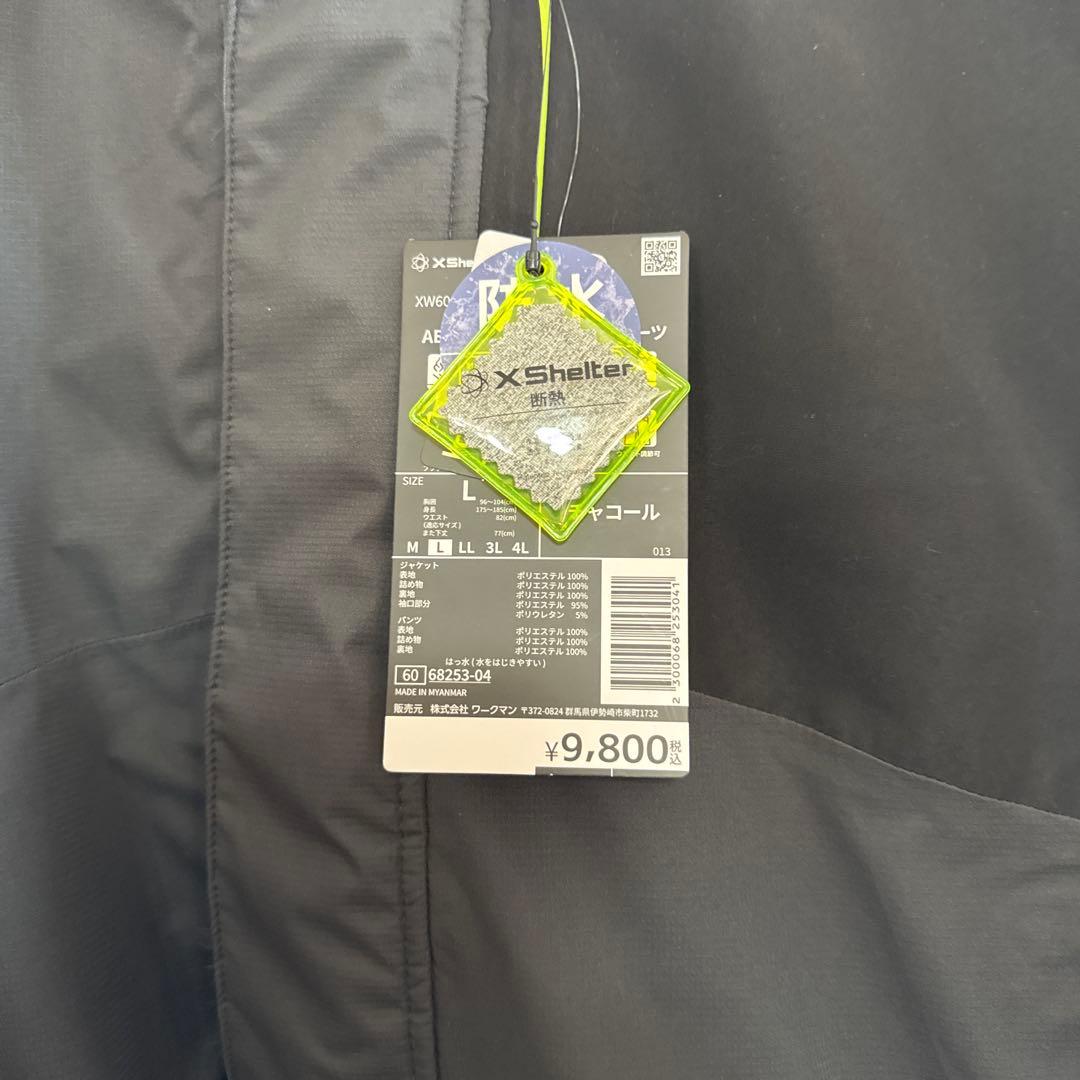 XShe
XW60
XShelter
断熱
SIZE
L
胸囲 96〜104(cm)
身長 175〜185(cm)
ウエスト 82(cm)
(適応サイズ)
また下丈 77(cm)
チャコール
M L LL 3L 4L
013
ジャケット
表地 ポリエステル 100%
詰め物 ポリエステル 100%
裏地 ポリエステル 100%
袖口部分 ポリエステル 95%
ポリウレタン 5%
パンツ
表地 ポリエステル 100%
詰め物 ポリエステル 100%
裏地 ポリエステル 100%
はっ水(水をはじきやすい)
60 68253-04
MADE IN MYANMAR
2300068253041
販売元 株式会社 ワークマン 〒372-0824 群馬県伊勢崎市柴町1732
¥9,800税込